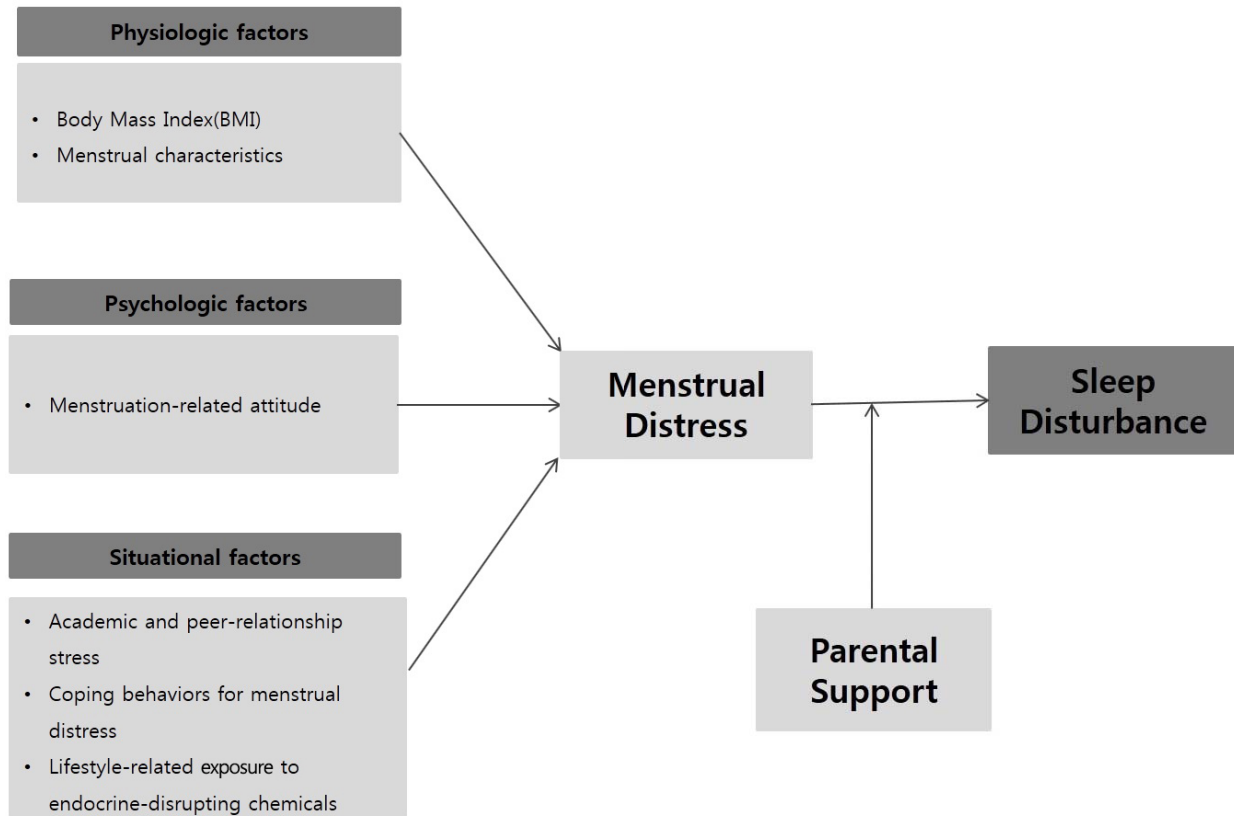 Physiologic factors
• Body Mass Index(BMI)
• Menstrual characteristics
Psychologic factors
• Menstruation-related attitude
Situational factors
• Academic and peer-relationship
stress
• Coping behaviors for menstrual
distress
• Lifestyle-related exposure to
endocrine-disrupting chemicals
Menstrual
Distress
Parental
Support
Sleep
Disturbance